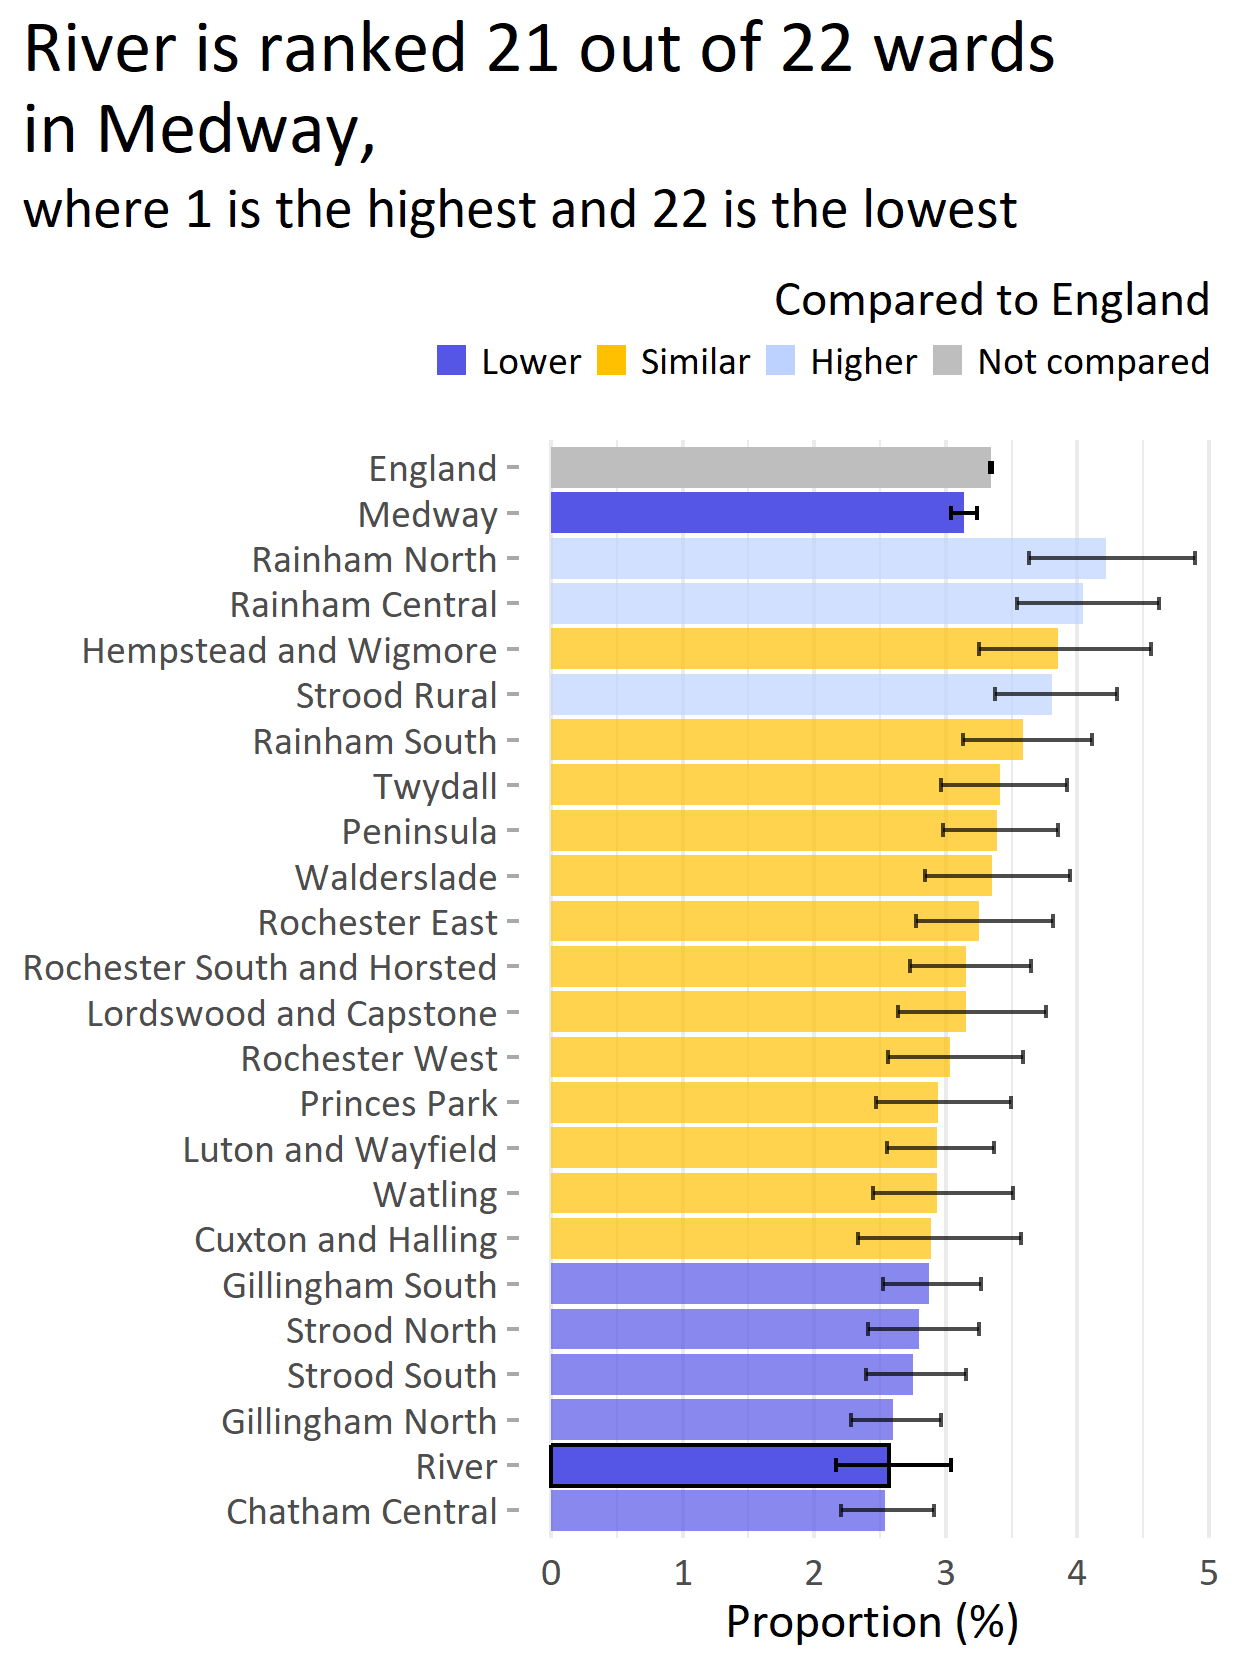 River is ranked 21 out of 22 wards
in Medway,
where 1 is the highest and 22 is the lowest
Compared to England
Lower Similar Higher Not compared
England
Medway
Rainham North
Rainham Central
Hempstead and Wigmore
Strood Rural
Rainham South
Twydall
Peninsula
Walderslade
Rochester East
Rochester South and Horsted
Lordswood and Capstone
Rochester West
Princes Park
Luton and Wayfield
Watling
Cuxton and Halling
Gillingham South
Strood North
Strood South
Gillingham North
River
Chatham Central
0 1 2 3 4 5
Proportion (%)